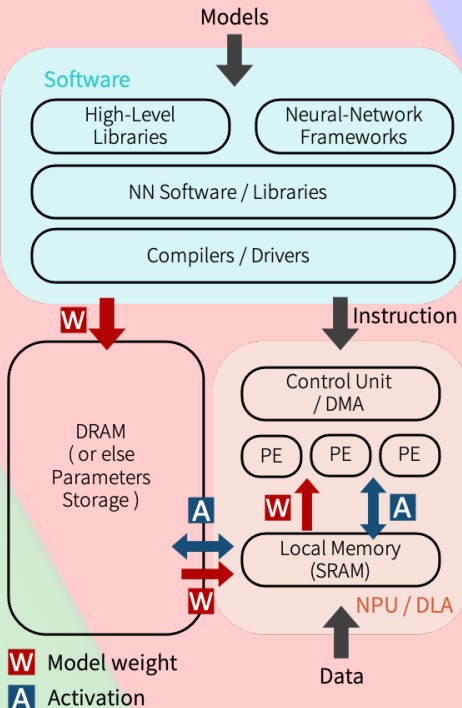 Models
Software
High-Level
Libraries
Neural-Network
Frameworks
NN Software / Libraries
Compilers / Drivers
W
Instruction
DRAM
( or else
Parameters
Storage )
Control Unit
/ DMA
PE
PE
PE
W
A
A
Local Memory
(SRAM)
W
NPU / DLA
Data
W Model weight
A Activation